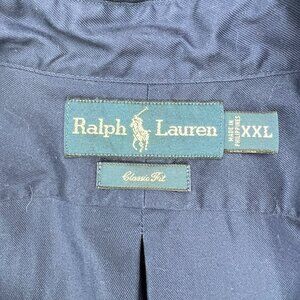 Ralph Lauren
MADE IN
PHILIPPINES
XXL
Classic Fit